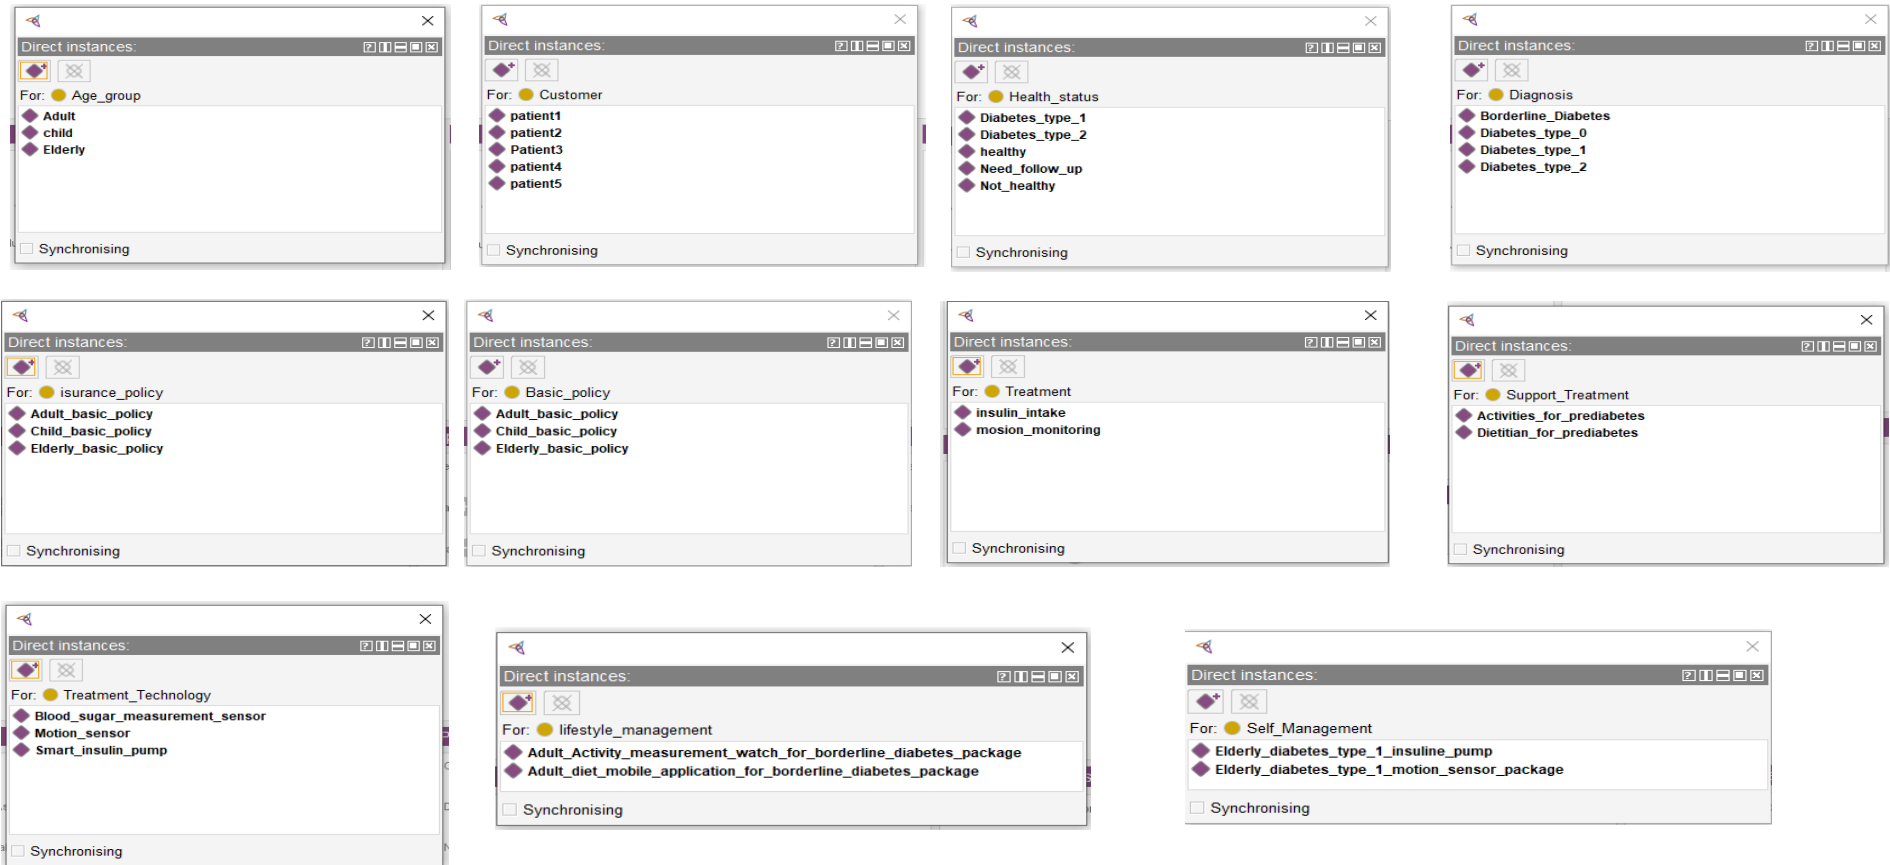 Direct instances:
For: Age_group
Adult
child
Elderly
Synchronising
Direct instances:
For: Customer
patient1
patient2
Patient3
patient4
patient5
Synchronising
Direct instances:
For: Health_status
Diabetes_type_1
Diabetes_type_2
healthy
Need_follow_up
Not_healthy
Synchronising
Direct instances:
For: Diagnosis
Borderline_Diabetes
Diabetes_type_0
Diabetes_type_1
Diabetes_type_2
Synchronising
Direct instances:
For: isurance_policy
Adult_basic_policy
Child_basic_policy
Elderly_basic_policy
Synchronising
Direct instances:
For: Basic_policy
Adult_basic_policy
Child_basic_policy
Elderly_basic_policy
Synchronising
Direct instances:
For: Treatment
insulin_intake
mosion_monitoring
Synchronising
Direct instances:
For: Support_Treatment
Activities_for_prediabetes
Dietitian_for_prediabetes
Synchronising
Direct instances:
For: Treatment_Technology
Blood_sugar_measurement_sensor
Motion_sensor
Smart_insulin_pump
Synchronising
Direct instances:
For: lifestyle_management
Adult_Activity_measurement_watch_for_borderline_diabetes_package
Adult_diet_mobile_application_for_borderline_diabetes_package
Synchronising
Direct instances:
For: Self_Management
Elderly_diabetes_type_1_insuline_pump
Elderly_diabetes_type_1_motion_sensor_package
Synchronising